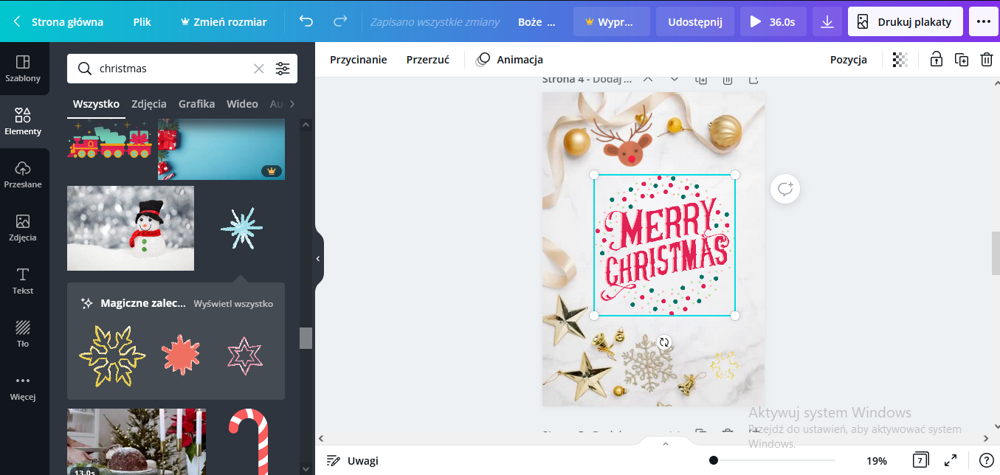 Strona główna
Plik
Zmień rozmiar
Zapisano wszystkie zmiany
Boże ...
Wypr...
Udostępnij
36.0s
Drukuj plakaty
Szablony
Elementy
Przesłane
Zdjęcia
Tekst
Tło
Więcej
christmas
Wszystko
Zdjęcia
Grafika
Wideo
Au
Magiczne zalec...
Wyświetl wszystko
13.0s
Przycinanie
Przerzuć
Animacja
Pozycja
Strona 4 - Dodaj ...
MERRY
CHRISTMAS
Aktywuj system Windows
Przejdź do ustawień, aby aktywować system
Windows.
Uwagi
19%
7